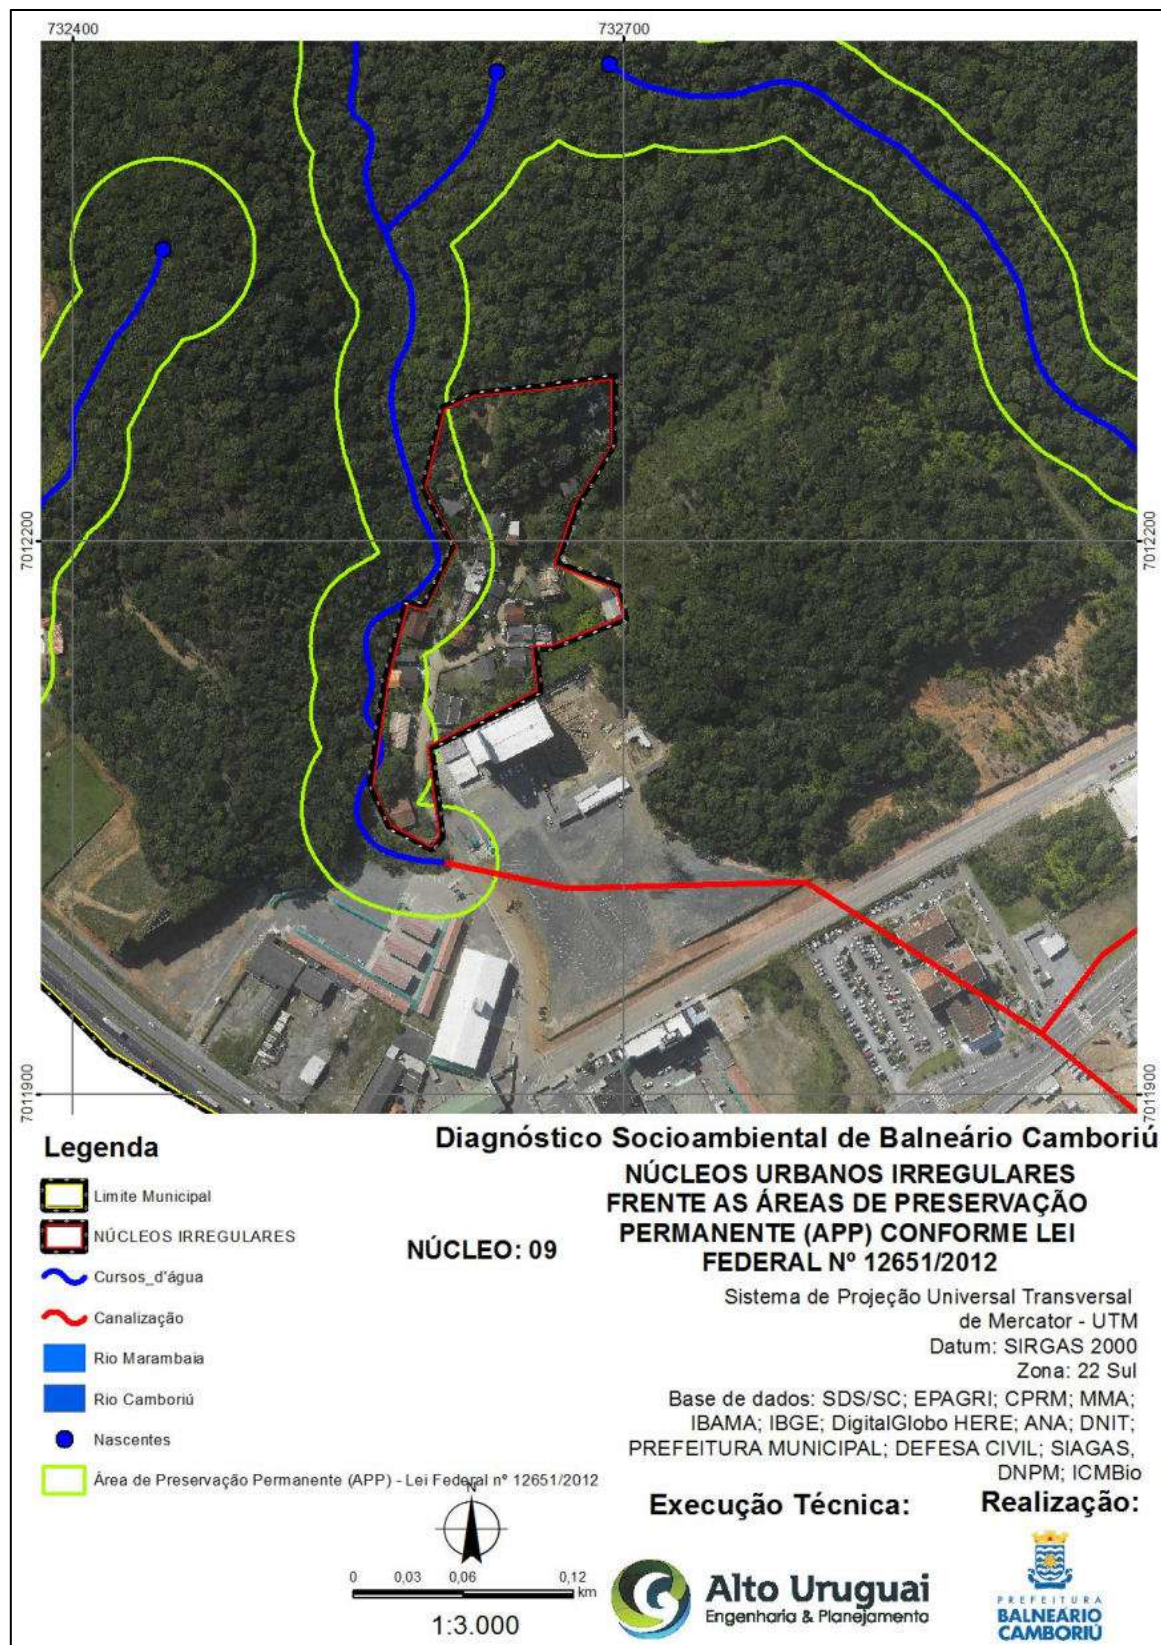 732400
732700
7012200
7012200
7011900
7011900
Legenda
Limite Municipal
NÚCLEOS IRREGULARES
Cursos_d'água
Canalização
Rio Marambaia
Rio Camboriú
Nascentes
Área de Preservação Permanente (APP) - Lei Federal nº 12651/2012
Diagnóstico Socioambiental de Balneário Camboriú
NÚCLEO: 09
NÚCLEOS URBANOS IRREGULARES
FRENTE AS ÁREAS DE PRESERVAÇÃO
PERMANENTE (APP) CONFORME LEI
FEDERAL Nº 12651/2012
Sistema de Projeção Universal Transversal
de Mercator - UTM
Datum: SIRGAS 2000
Zona: 22 Sul
Base de dados: SDS/SC; EPAGRI; CPRM; MMA;
IBAMA; IBGE; DigitalGlobo HERE; ANA; DNIT;
PREFEITURA MUNICIPAL; DEFESA CIVIL; SIAGAS,
DNPM; ICMBio
N
0 0,03 0,06 0,12
km
1:3.000
Execução Técnica:
Alto Uruguai
Engenharia & Planejamento
Realização:
PREFEITURA
BALNEÁRIO
CAMBORIÚ